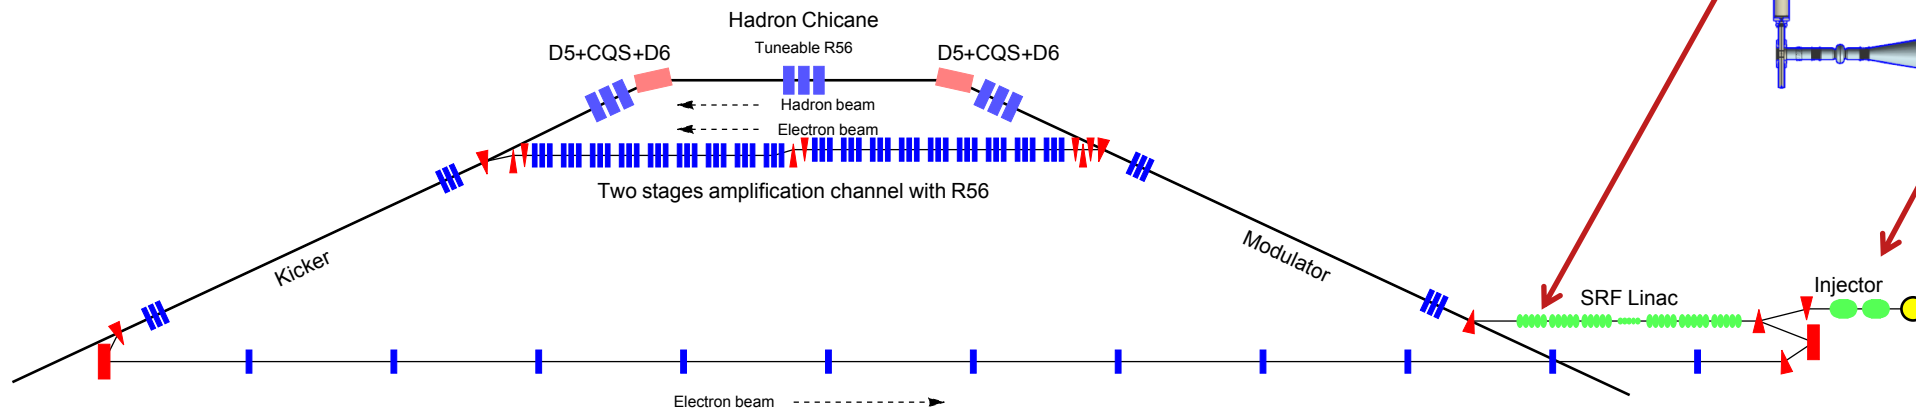 Hadron Chicane
Tuneable R56
D5+CQS+D6
D5+CQS+D6
Hadron beam
Electron beam
Two stages amplification channel with R56
Kicker
Modulator
SRF Linac
Injector
Electron beam